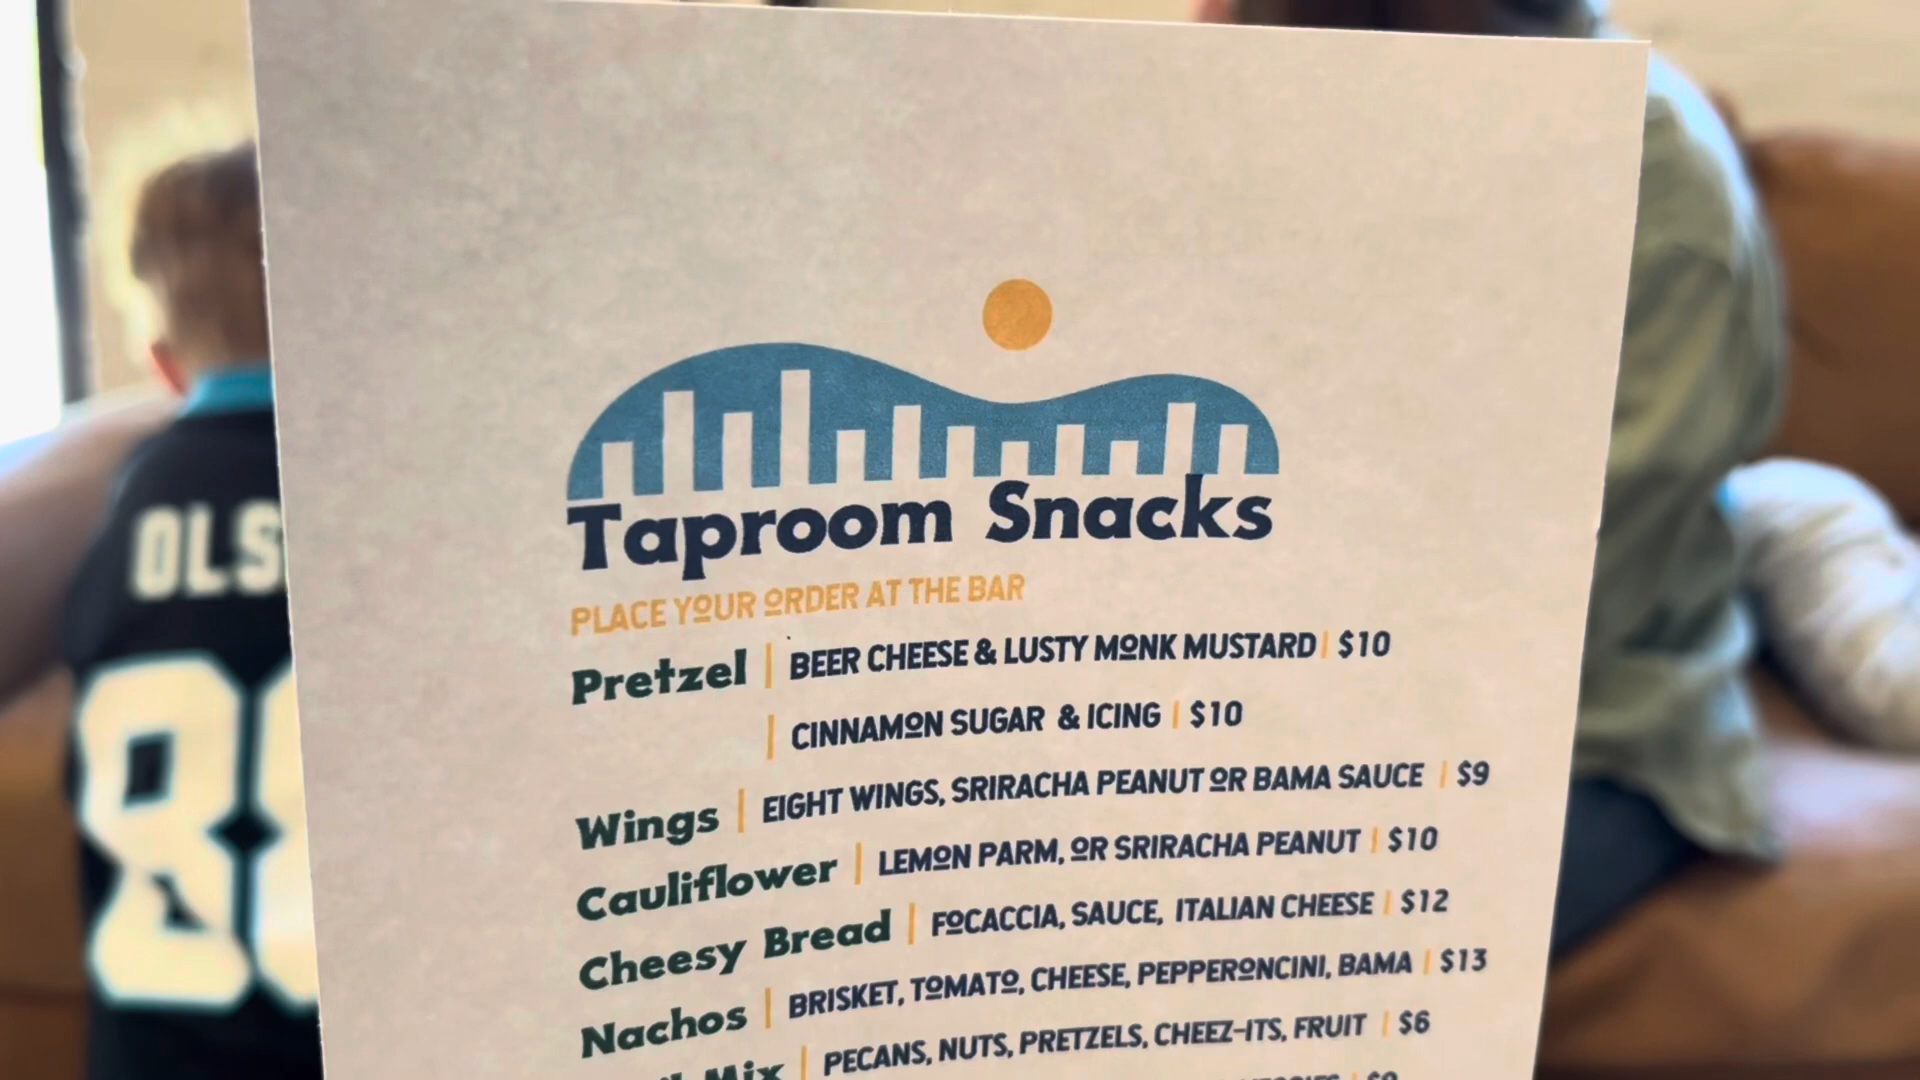 Taproom Snacks
PLACE YOUR ORDER AT THE BAR
Pretzel | BEER CHEESE & LUSTY MONK MUSTARD | $10
| CINNAMON SUGAR & ICING | $10
Wings | EIGHT WINGS, SRIRACHA PEANUT OR BAMA SAUCE | $9
Cauliflower | LEMON PARM, OR SRIRACHA PEANUT | $10
Cheesy Bread | FOCACCIA, SAUCE, ITALIAN CHEESE | $12
Nachos | BRISKET, TOMATO, CHEESE, PEPPERONCINI, BAMA | $13
Mix | PECANS, NUTS, PRETZELS, CHEEZ-ITS, FRUIT | $6
OLS
8